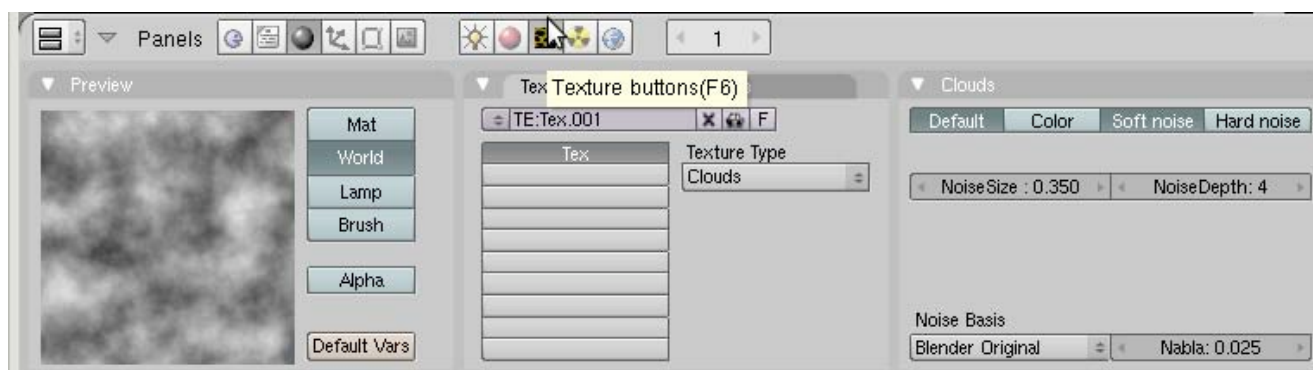 Panels 1
Texture buttons(F6)
Preview
Tex
Clouds
Mat
World
Lamp
Brush
Alpha
Default Vars
TE:Tex.001 F
Tex
Texture Type
Clouds
Default Color Soft noise Hard noise
NoiseSize : 0.350 NoiseDepth: 4
Noise Basis
Blender Original Nabla: 0.025